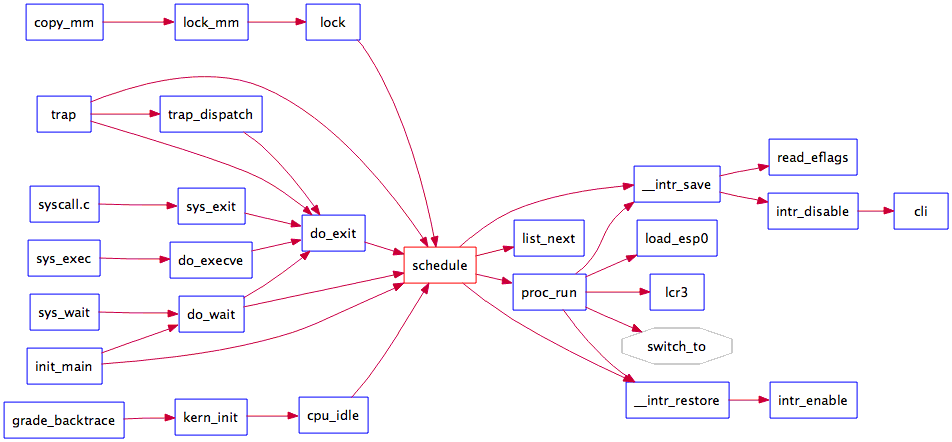 copy_mm
lock_mm
lock
trap
trap_dispatch
read_eflags
__intr_save
syscall.c
sys_exit
intr_disable
cli
do_exit
list_next
load_esp0
sys_exec
do_execve
schedule
proc_run
lcr3
sys_wait
do_wait
switch_to
init_main
__intr_restore
intr_enable
grade_backtrace
kern_init
cpu_idle